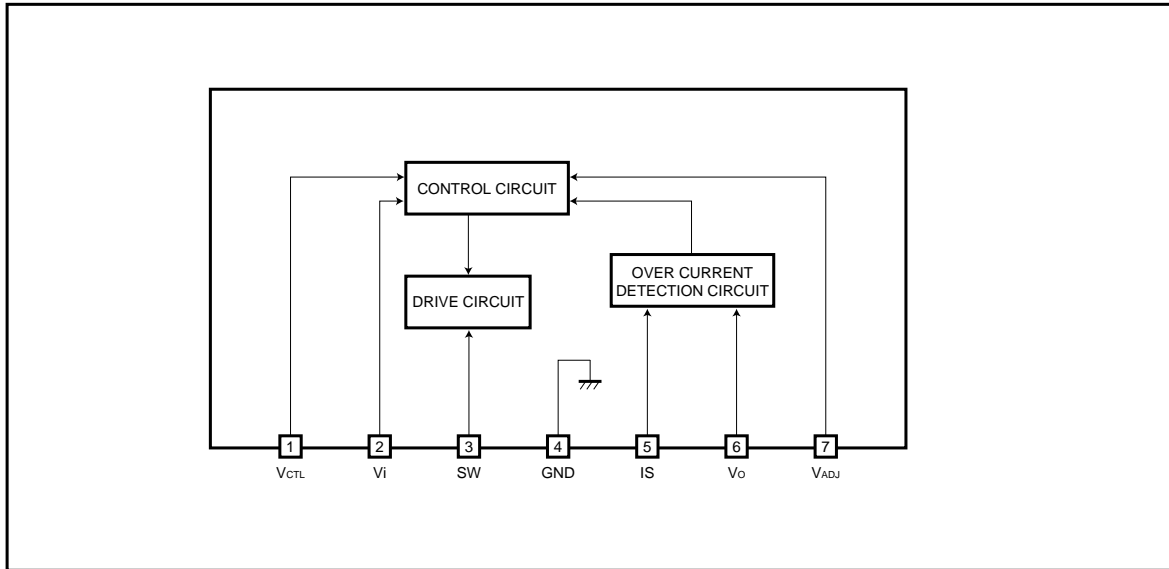 CONTROL CIRCUIT
OVER CURRENT
DETECTION CIRCUIT
DRIVE CIRCUIT
1 2 3 4 5 6 7
VCTL Vi SW GND IS VO VADJ